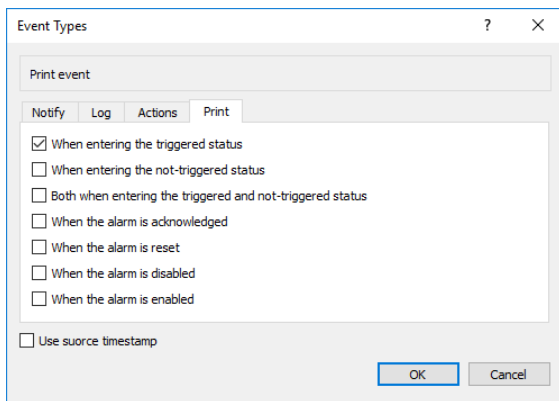 Event Types ?
Print event
Notify Log Actions Print
When entering the triggered status
When entering the not-triggered status
Both when entering the triggered and not-triggered status
When the alarm is acknowledged
When the alarm is reset
When the alarm is disabled
When the alarm is enabled
Use suorce timestamp
OK Cancel